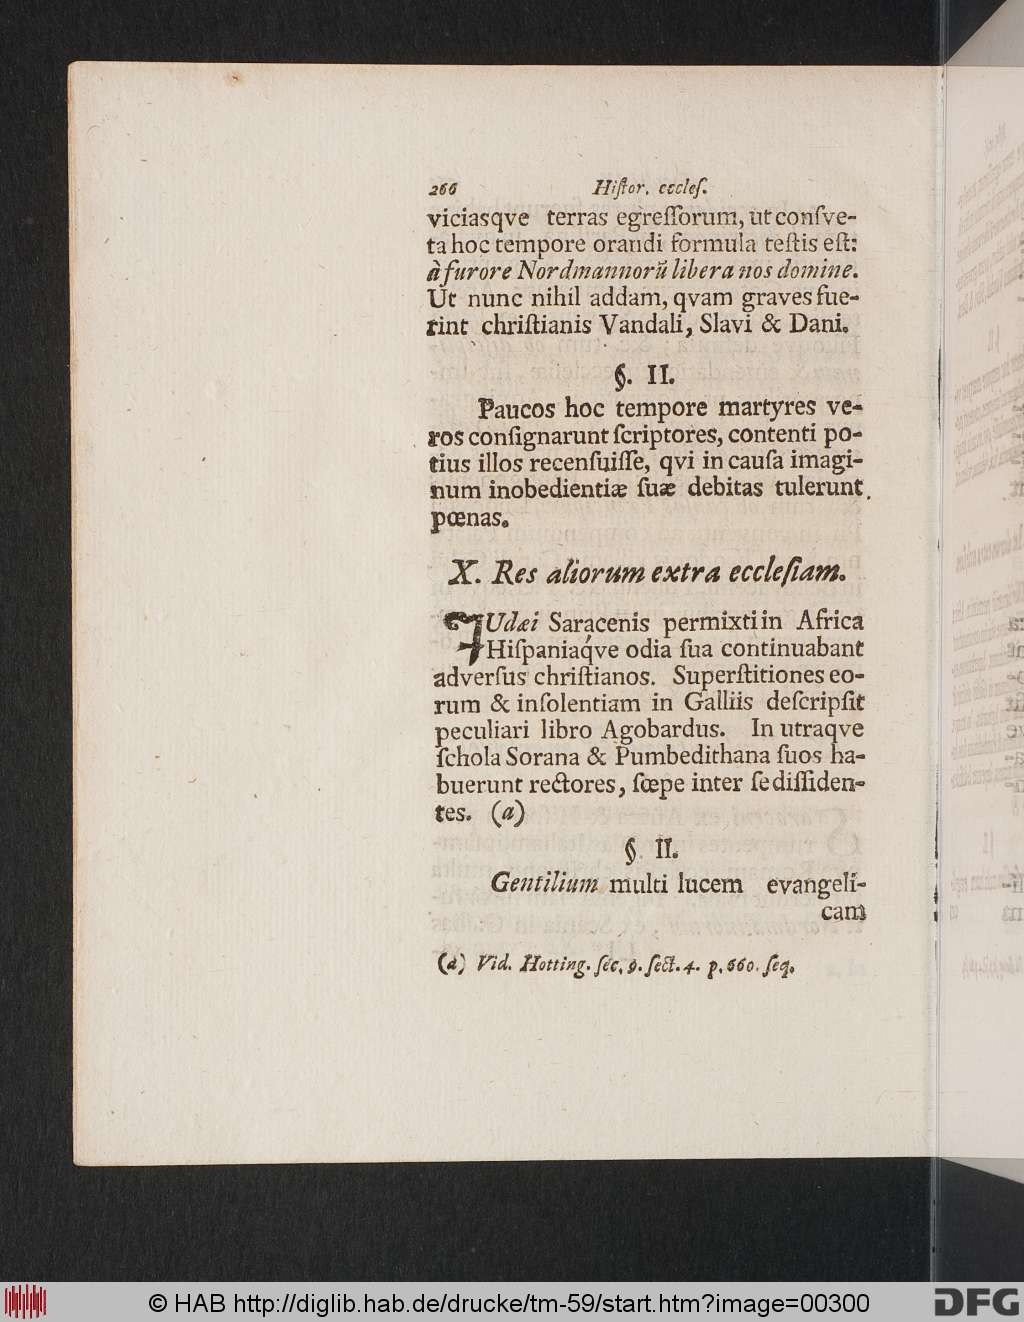 266 Hiſtor. eccleſ.
viciasqve terras egreſſorum, ut conſve-
ta hoc tempore orandi formula teſtis eſt:
à furore Nordmannorũ libera nos domine.
Ut nunc nihil addam, qvam graves fue-
rint chriſtianis Vandali, Slavi & Dani.
§. II.
Paucos hoc tempore martyres ve-
ros conſignarunt ſcriptores, contenti po-
tius illos recenſuiſſe, qvi in cauſa imagi-
num inobedientiæ ſuæ debitas tulerunt
pœnas.
X. Res aliorum extra eccleſiam.
JUdæi Saracenis permixti in Africa
Hiſpaniaq́ve odia ſua continuabant
adverſus chriſtianos. Superſtitiones eo-
rum & inſolentiam in Galliis deſcripſit
peculiari libro Agobardus. In utraqve
ſchola Sorana & Pumbedithana ſuos ha-
buerunt rectores, ſœpe inter ſe diſſiden-
tes. (a)
§. II.
Gentilium multi lucem evangeli-
cam
(a) Vid. Hotting. ſec. 9. ſect. 4. p. 660. ſeq.
© HAB http://diglib.hab.de/drucke/tm-59/start.htm?image=00300
DFG